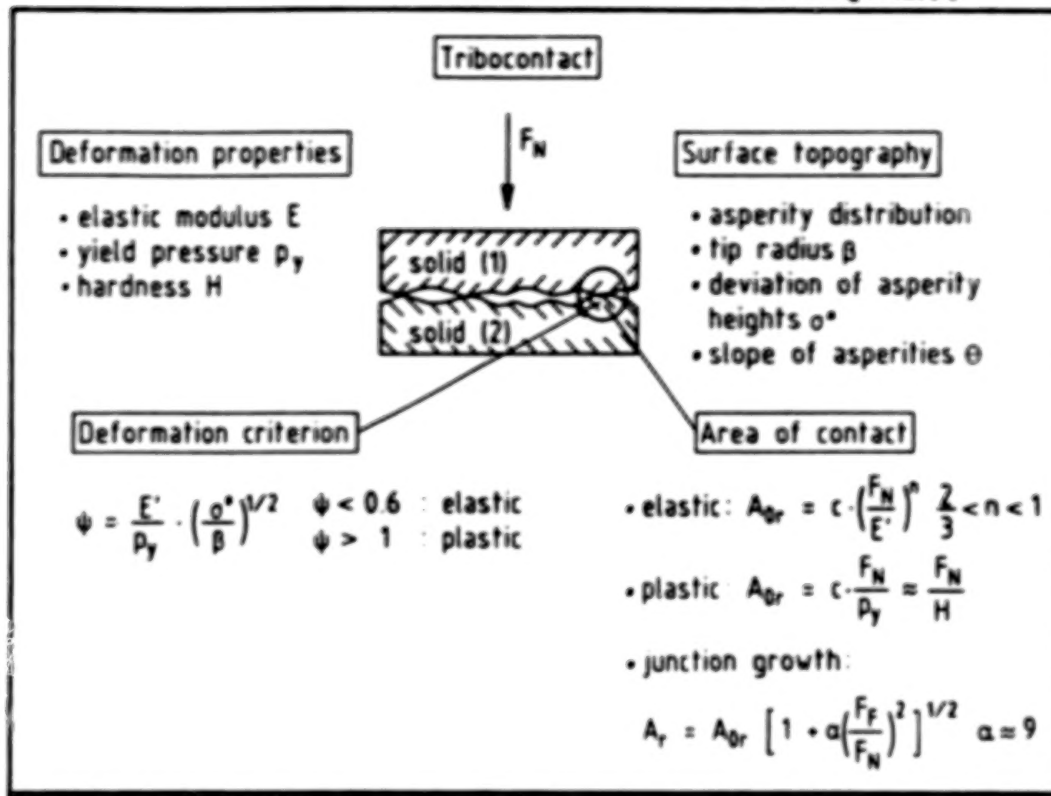 Tribocontact
F_N
Deformation properties
• elastic modulus E
• yield pressure p_y
• hardness H
Surface topography
• asperity distribution
• tip radius β
• deviation of asperity
heights σ*
• slope of asperities Θ
solid (1)
solid (2)
Deformation criterion
ψ = E'/p_y · (σ*/β)^1/2
ψ < 0.6 : elastic
ψ > 1 : plastic
Area of contact
• elastic: A_0r = c·(F_N/E')^n 2/3 < n < 1
• plastic: A_0r = c·F_N/p_y ≈ F_N/H
• junction growth:
A_r = A_0r [1 + α(F_F/F_N)^2]^1/2 α ≈ 9